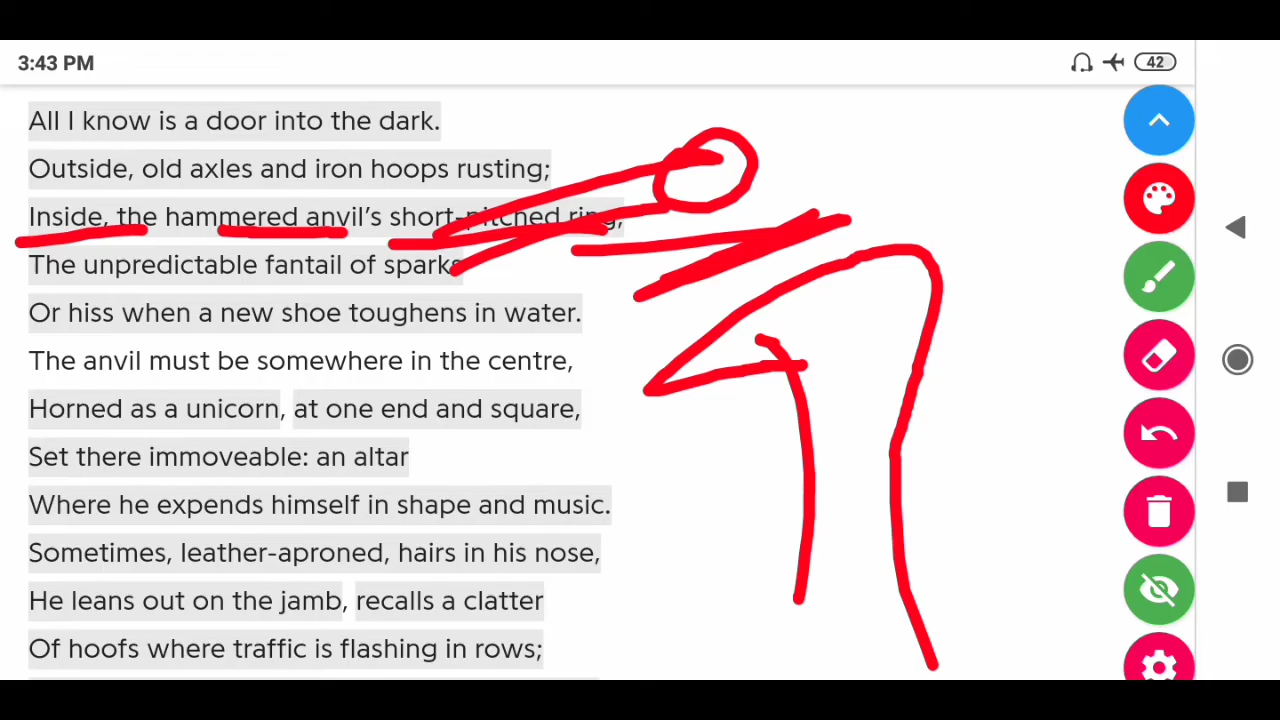 3:43 PM
42
All I know is a door into the dark.
Outside, old axles and iron hoops rusting;
Inside, the hammered anvil's short-pitched ring,
The unpredictable fantail of sparks
Or hiss when a new shoe toughens in water.
The anvil must be somewhere in the centre,
Horned as a unicorn, at one end and square,
Set there immoveable: an altar
Where he expends himself in shape and music.
Sometimes, leather-aproned, hairs in his nose,
He leans out on the jamb, recalls a clatter
Of hoofs where traffic is flashing in rows;